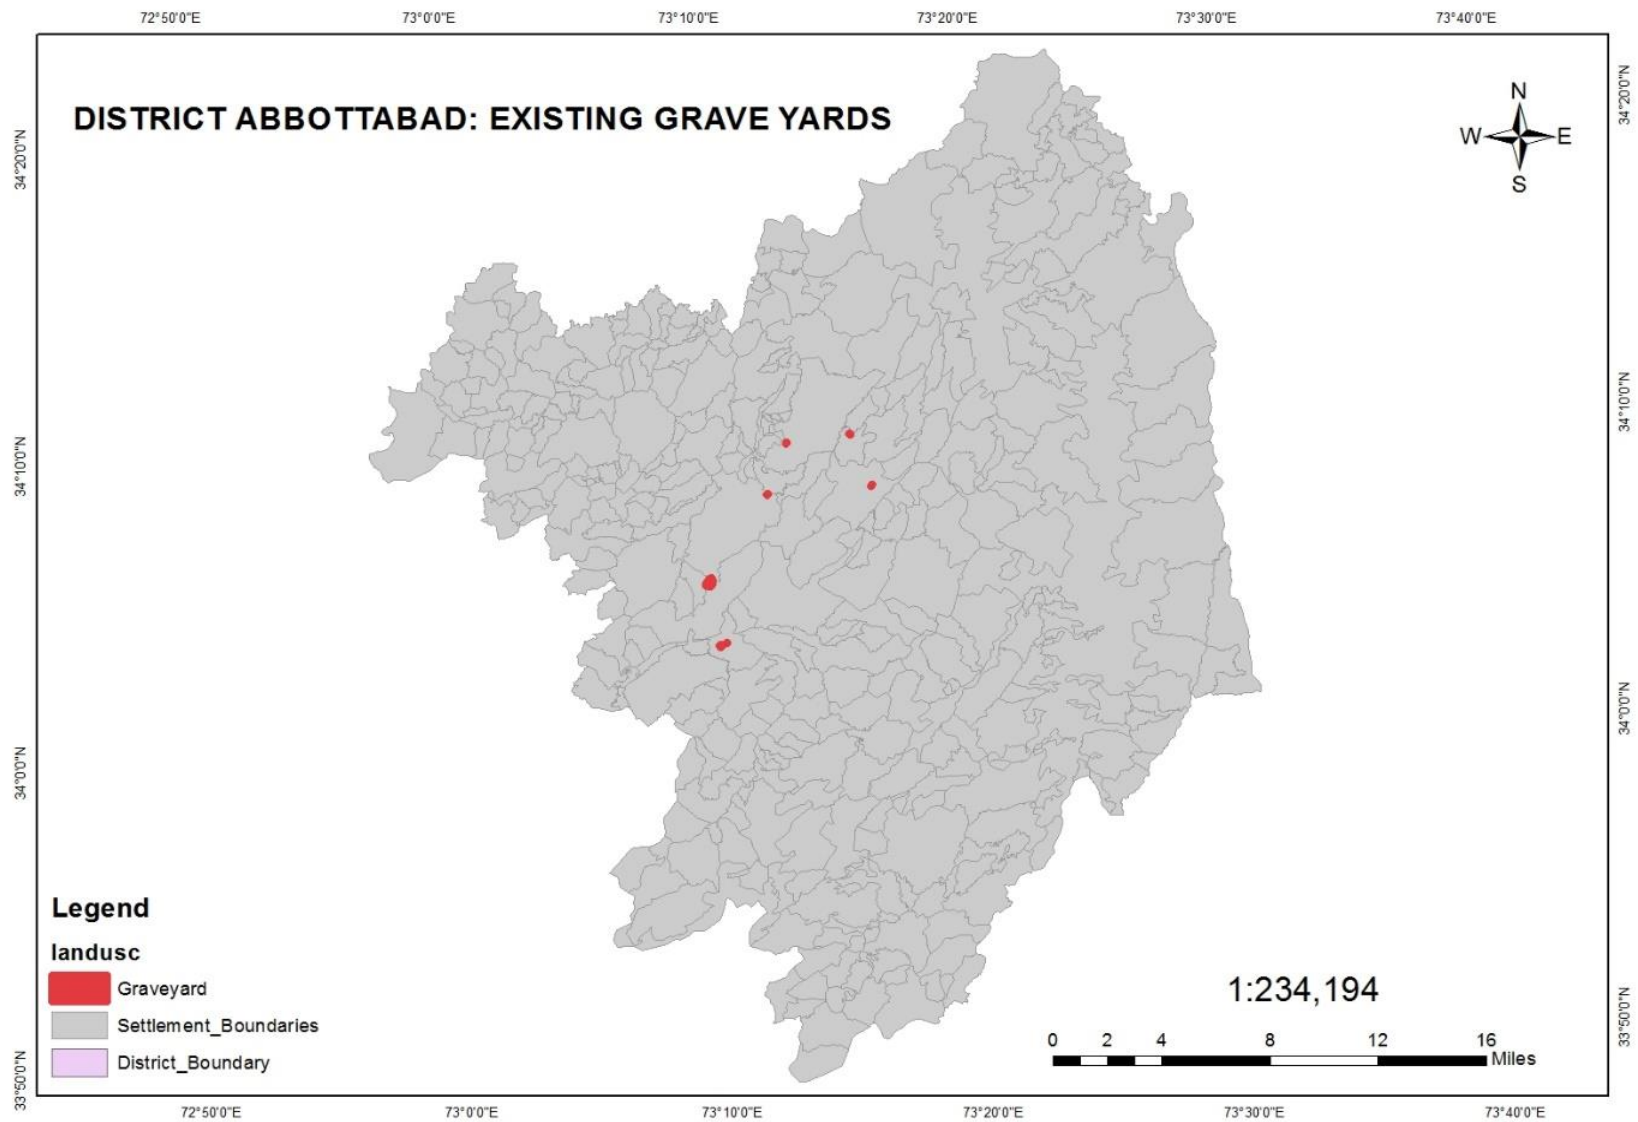 72°50'0"E 73°0'0"E 73°10'0"E 73°20'0"E 73°30'0"E 73°40'0"E
DISTRICT ABBOTTABAD: EXISTING GRAVE YARDS
N
W E
S
34°20'0"N
34°10'0"N
34°0'0"N
33°50'0"N
34°20'0"N
34°10'0"N
34°0'0"N
33°50'0"N
Legend
landusc
Graveyard
Settlement_Boundaries
District_Boundary
1:234,194
0 2 4 8 12 16
Miles
72°50'0"E 73°0'0"E 73°10'0"E 73°20'0"E 73°30'0"E 73°40'0"E